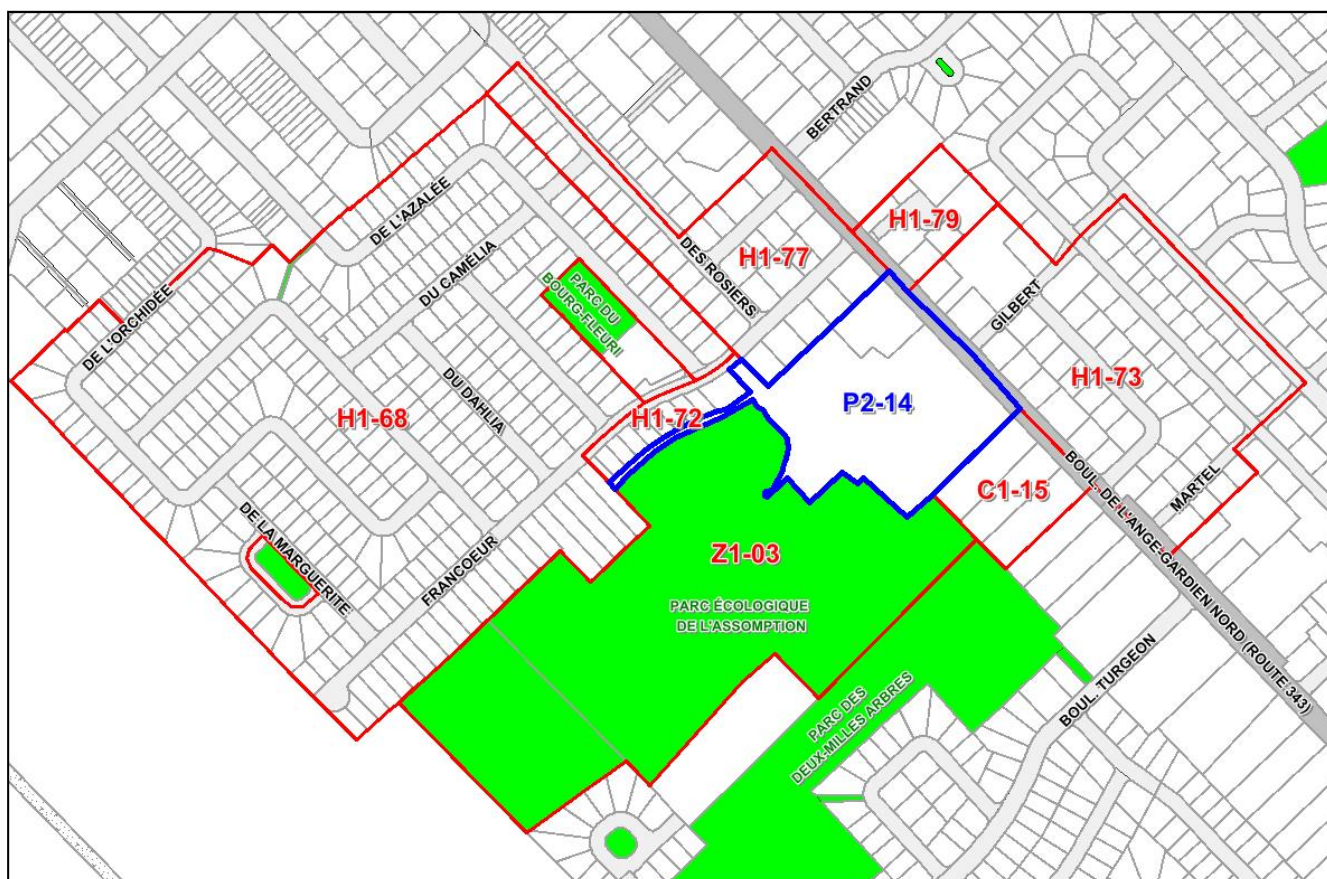 BERTRAND
DE L'AZALÉE
H1-79
DES ROSIERS
H1-77
DU CAMÉLIA
DE L'ORCHIDÉE
PARC DU
BOURG-FLEURI
GILBERT
H1-73
P2-14
H1-68
DU DAHLIA
H1-72
C1-15
MARTEL
BOUL. DE L'ANGE-GARDIEN NORD (ROUTE 343)
DE LA MARGUERITE
FRANCOEUR
Z1-03
PARC ÉCOLOGIQUE
DE L'ASSOMPTION
BOUL. TURGEON
PARC DES
DEUX-MILLES ARBRES